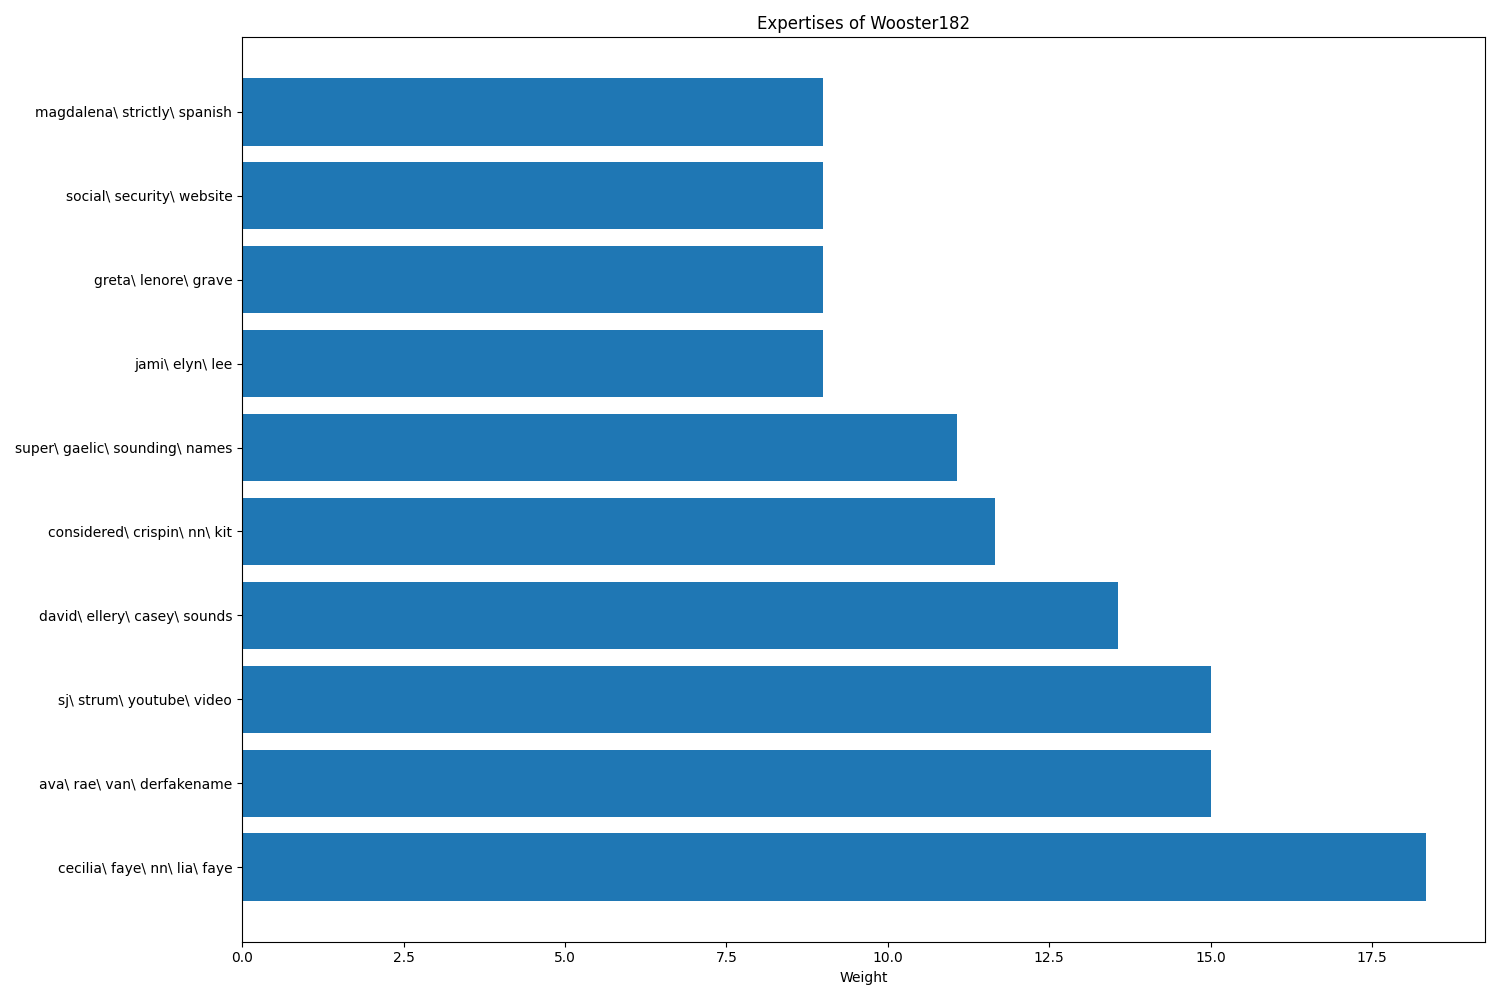 Expertises of Wooster182
magdalena\ strictly\ spanish
social\ security\ website
greta\ lenore\ grave
jami\ elyn\ lee
super\ gaelic\ sounding\ names
considered\ crispin\ nn\ kit
david\ ellery\ casey\ sounds
sj\ strum\ youtube\ video
ava\ rae\ van\ derfakename
cecilia\ faye\ nn\ lia\ faye
0.0 2.5 5.0 7.5 10.0 12.5 15.0 17.5
Weight